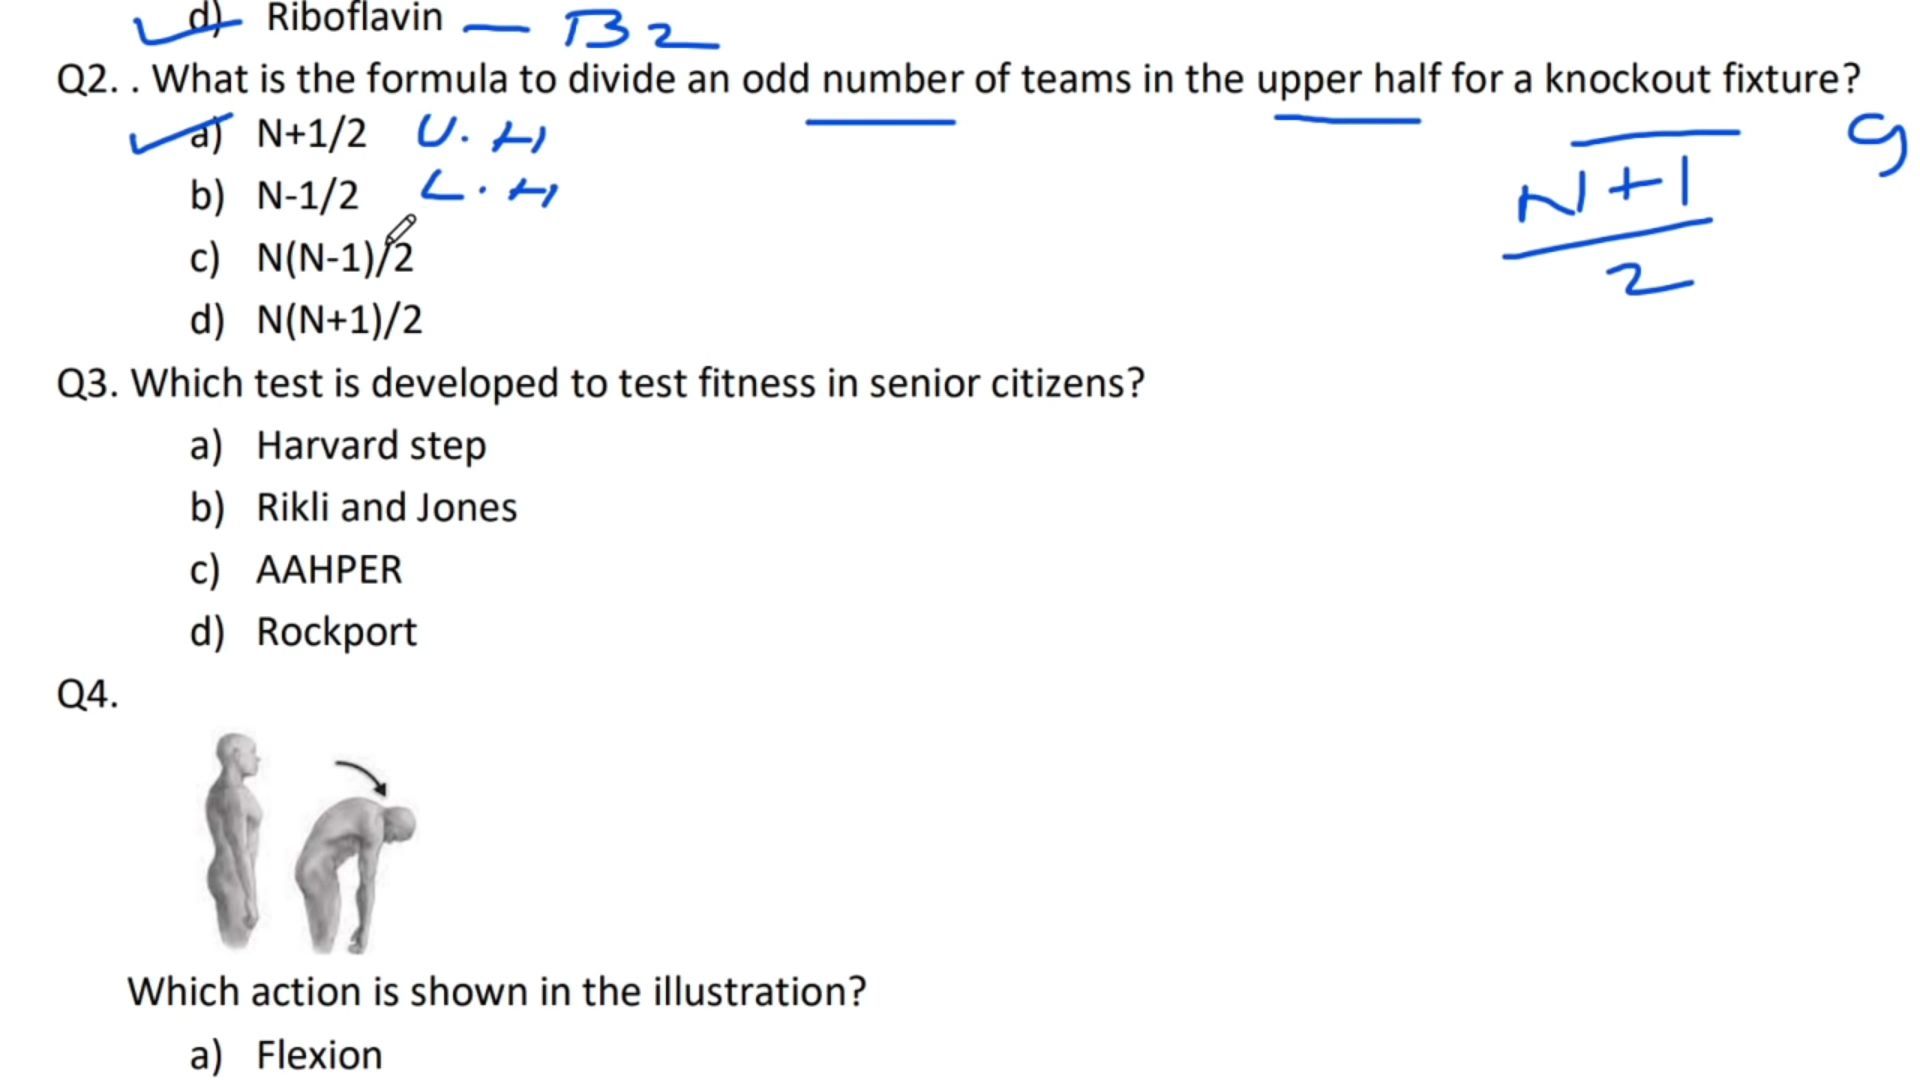 d) Riboflavin — B2
Q2. . What is the formula to divide an odd number of teams in the upper half for a knockout fixture?
a) N+1/2 U. H
b) N-1/2 L. H
c) N(N-1)/2
d) N(N+1)/2
N+1
2
9
Q3. Which test is developed to test fitness in senior citizens?
a) Harvard step
b) Rikli and Jones
c) AAHPER
d) Rockport
Q4.
Which action is shown in the illustration?
a) Flexion